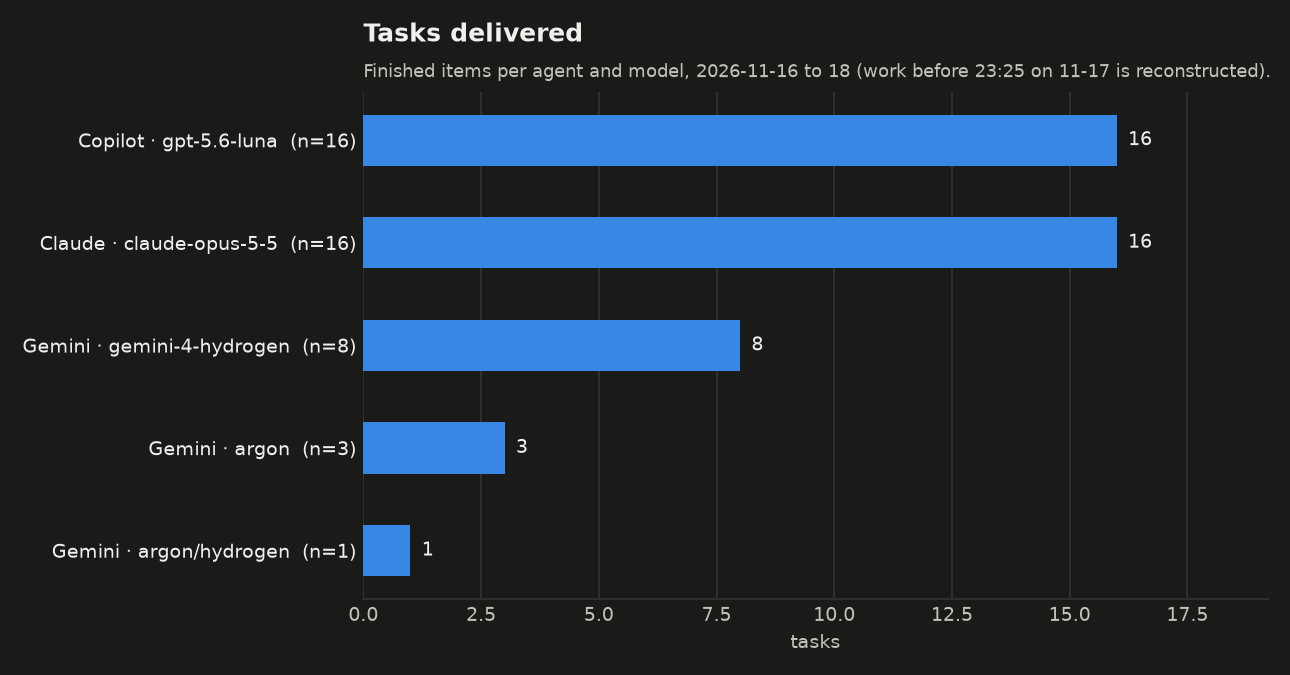 Tasks delivered
Finished items per agent and model, 2026-11-16 to 18 (work before 23:25 on 11-17 is reconstructed).
Copilot · gpt-5.6-luna (n=16) 16
Claude · claude-opus-5-5 (n=16) 16
Gemini · gemini-4-hydrogen (n=8) 8
Gemini · argon (n=3) 3
Gemini · argon/hydrogen (n=1) 1
0.0 2.5 5.0 7.5 10.0 12.5 15.0 17.5
tasks